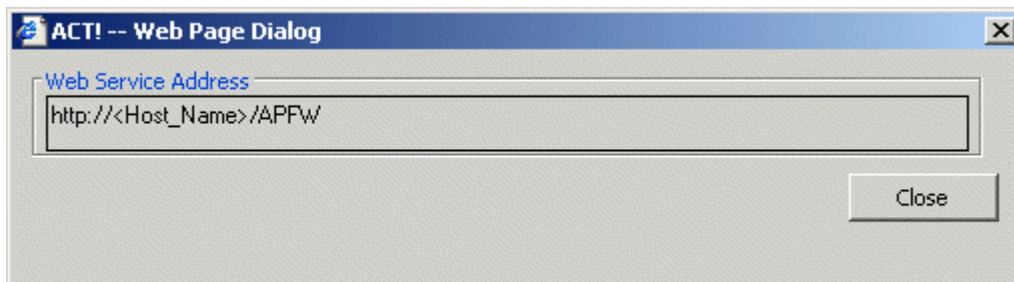 ACT! -- Web Page Dialog
Web Service Address
http://<Host_Name>/APFW
Close